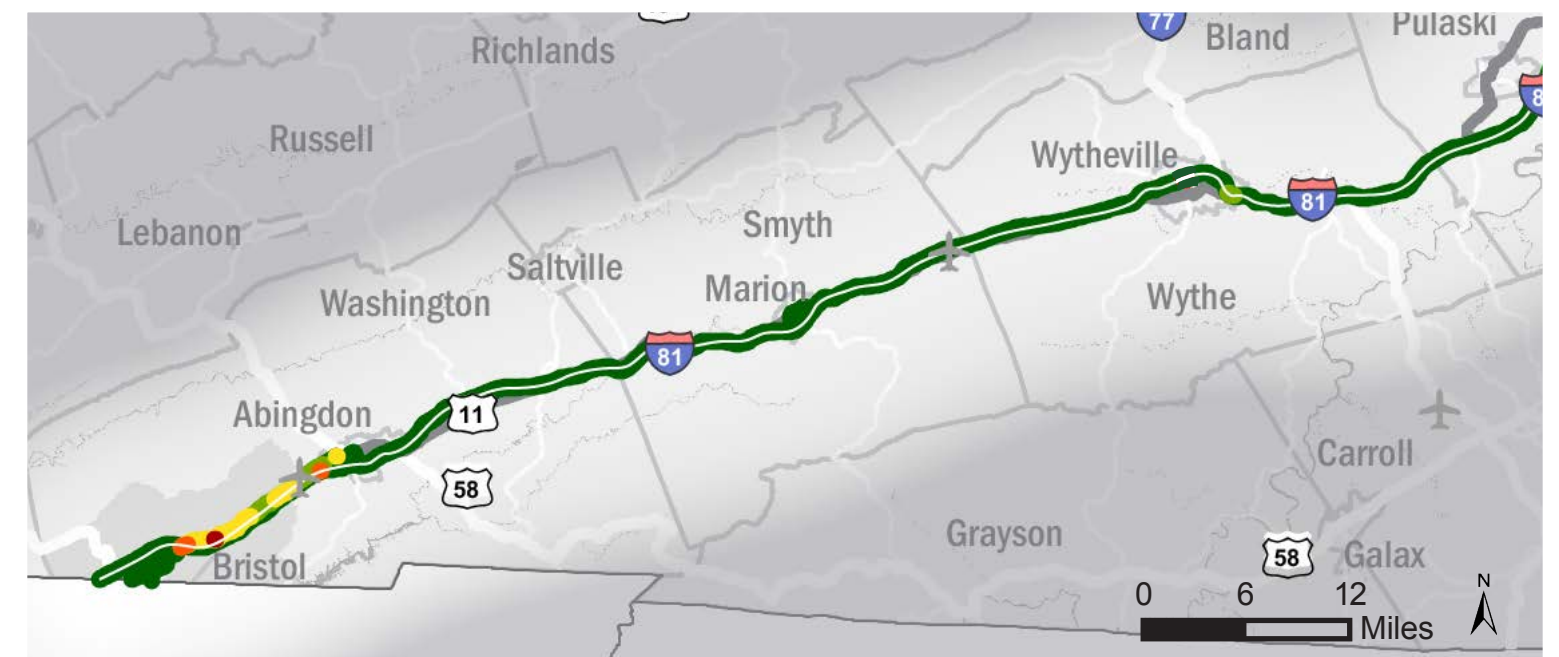 Richlands
77
Bland
Pulaski
Russell
8
Wytheville
Lebanon
Smyth
81
Saltville
Washington
Marion
Wythe
81
Abingdon
11
58
Carroll
Grayson
Bristol
58
Galax
N
0 6 12
Miles